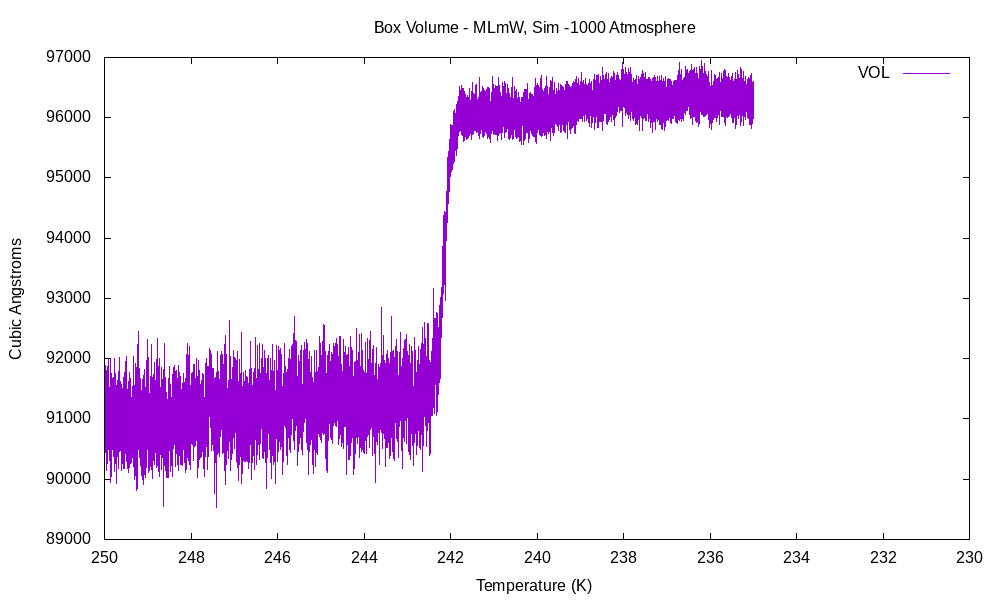 Box Volume - MLmW, Sim -1000 Atmosphere
VOL
97000
96000
95000
94000
93000
92000
91000
90000
89000
Cubic Angstroms
250 248 246 244 242 240 238 236 234 232 230
Temperature (K)